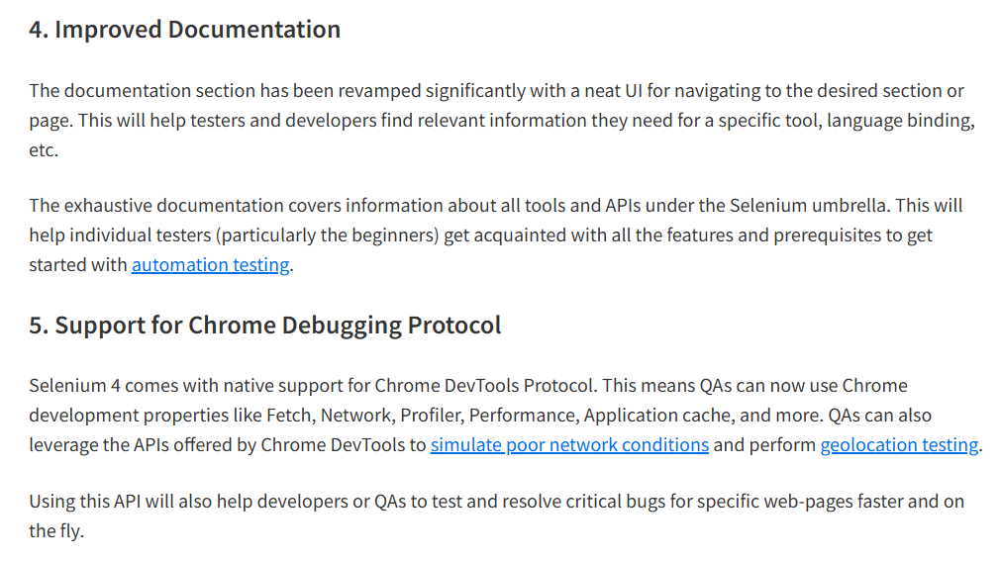 4. Improved Documentation
The documentation section has been revamped significantly with a neat UI for navigating to the desired section or
page. This will help testers and developers find relevant information they need for a specific tool, language binding,
etc.
The exhaustive documentation covers information about all tools and APIs under the Selenium umbrella. This will
help individual testers (particularly the beginners) get acquainted with all the features and prerequisites to get
started with automation testing.
5. Support for Chrome Debugging Protocol
Selenium 4 comes with native support for Chrome DevTools Protocol. This means QAs can now use Chrome
development properties like Fetch, Network, Profiler, Performance, Application cache, and more. QAs can also
leverage the APIs offered by Chrome DevTools to simulate poor network conditions and perform geolocation testing.
Using this API will also help developers or QAs to test and resolve critical bugs for specific web-pages faster and on
the fly.